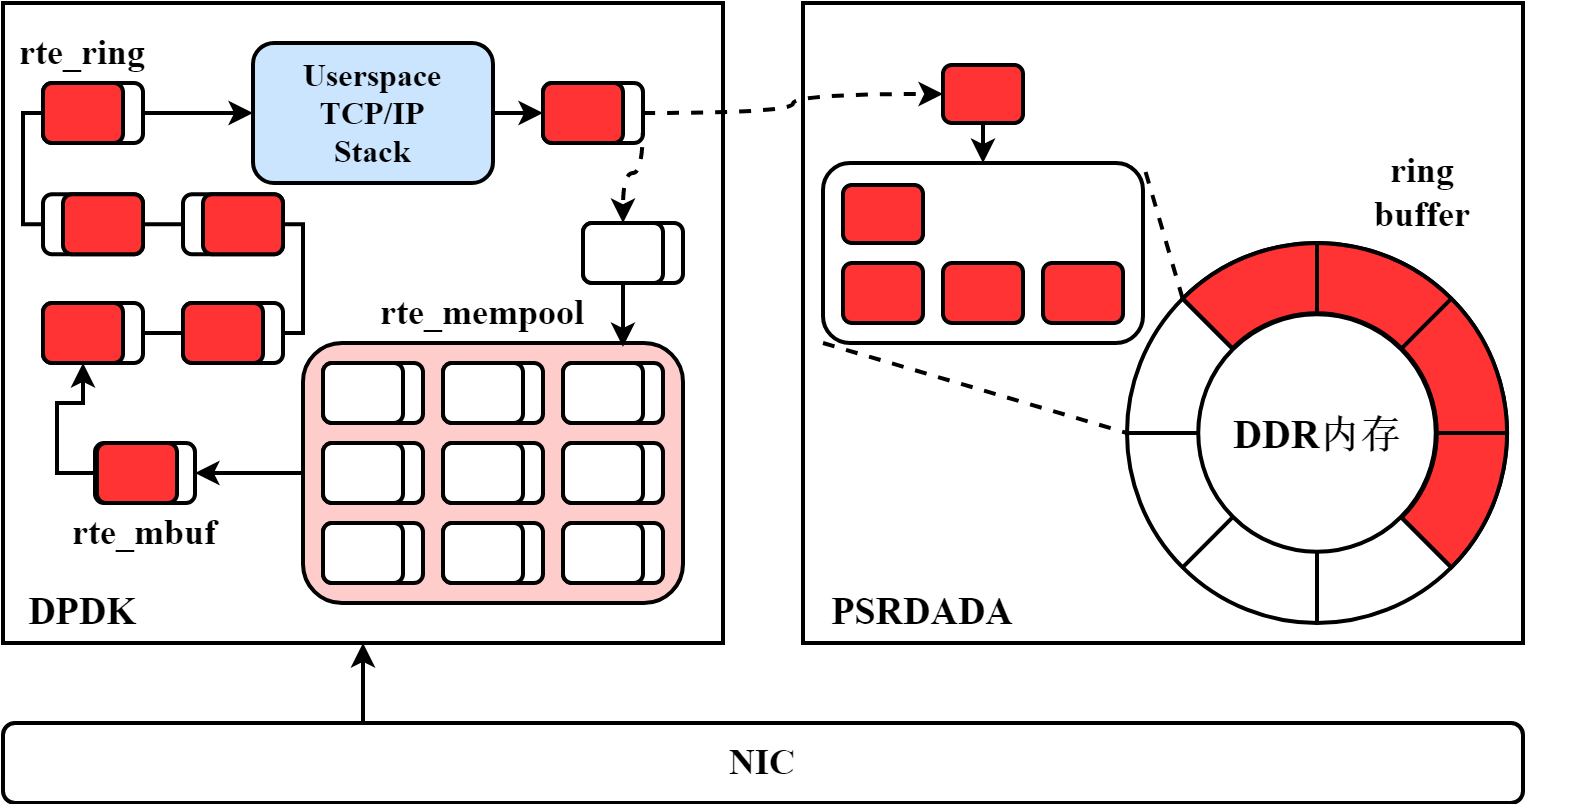 rte_ring
Userspace
TCP/IP
Stack
rte_mempool
rte_mbuf
DPDK
ring
buffer
DDR内存
PSRDADA
NIC